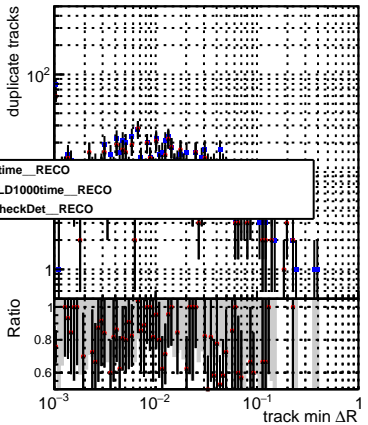 duplicate tracks
10²
time__RECO
LD1000time__RECO
heckDet__RECO
1
Ratio
1
0.8
0.6
10⁻³ 10⁻² 10⁻¹ 1
track min ΔR